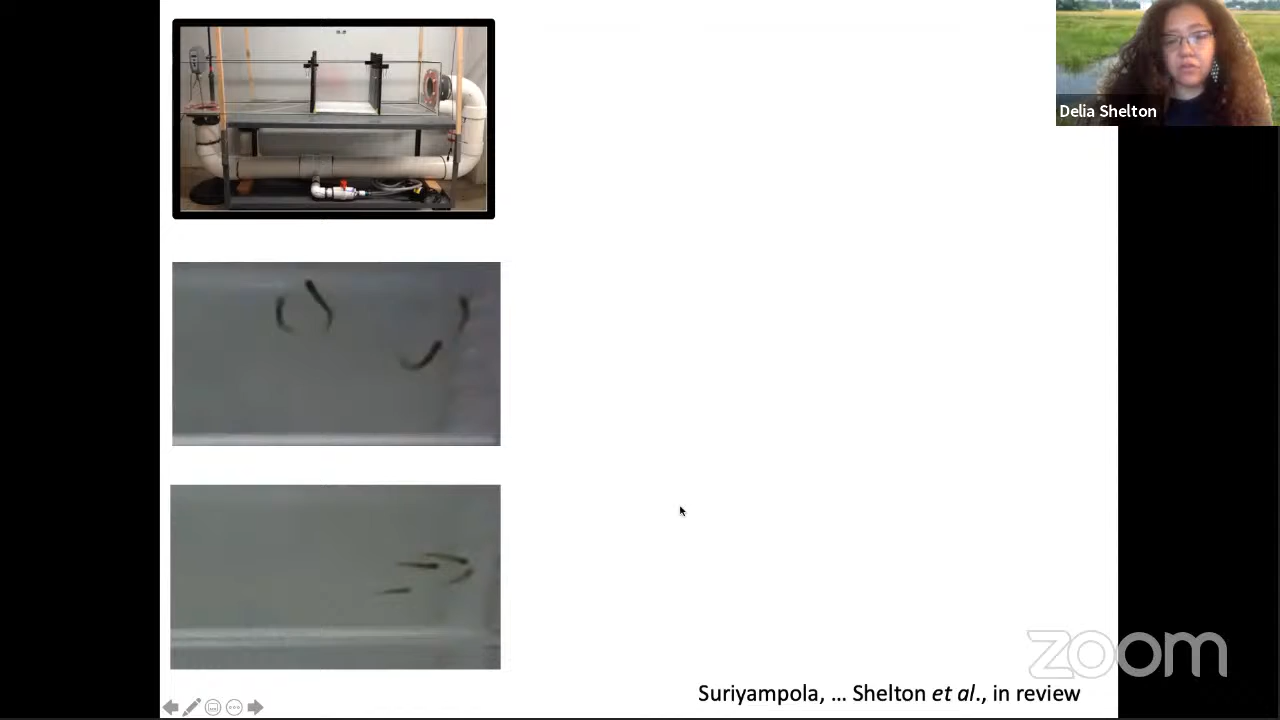 Delia Shelton
zoom
Suriyampola, ... Shelton et al., in review